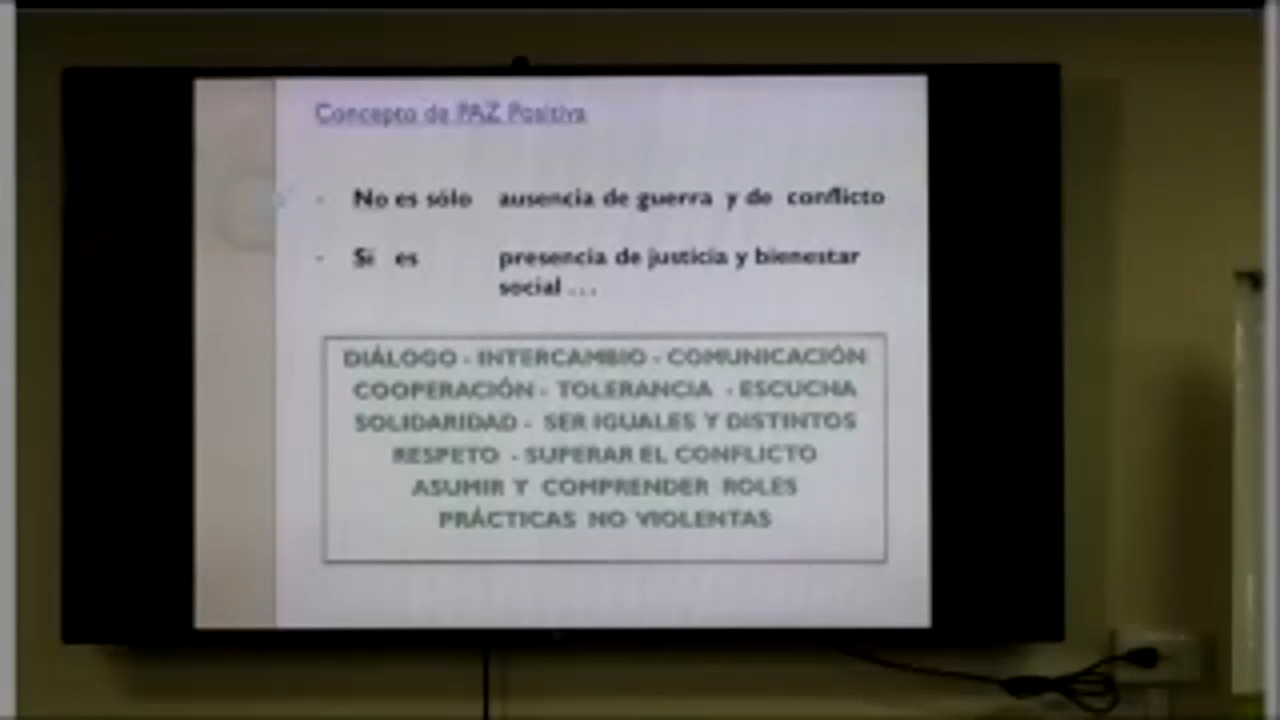 Concepto de PAZ Positiva
- No es sólo ausencia de guerra y de conflicto
- Sí es presencia de justicia y bienestar
social ...
DIÁLOGO - INTERCAMBIO - COMUNICACIÓN
COOPERACIÓN - TOLERANCIA - ESCUCHA
SOLIDARIDAD - SER IGUALES Y DISTINTOS
RESPETO - SUPERAR EL CONFLICTO
ASUMIR Y COMPRENDER ROLES
PRÁCTICAS NO VIOLENTAS